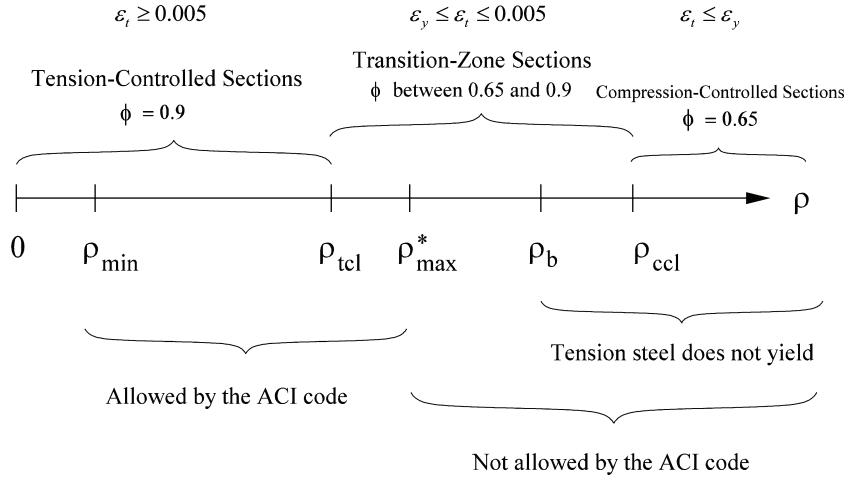 εt ≥ 0.005
εy ≤ εt ≤ 0.005
εt ≤ εy
Tension-Controlled Sections
ϕ = 0.9
Transition-Zone Sections
ϕ between 0.65 and 0.9
Compression-Controlled Sections
ϕ = 0.65
ρ
0
ρmin
ρtcl
ρ*max
ρb
ρccl
Tension steel does not yield
Allowed by the ACI code
Not allowed by the ACI code